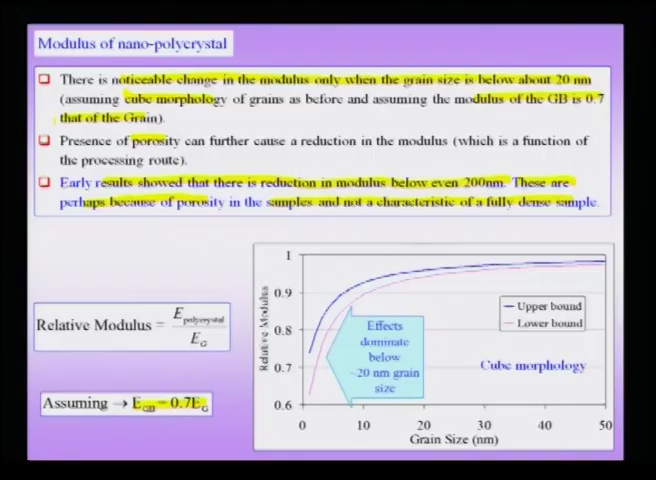 Modulus of nano-polycrystal
There is noticeable change in the modulus only when the grain size is below about 20 nm
(assuming cube morphology of grains as before and assuming the modulus of the GB is 0.7
that of the Grain).
Presence of porosity can further cause a reduction in the modulus (which is a function of
the processing route).
Early results showed that there is reduction in modulus below even 200nm. These are
perhaps because of porosity in the samples and not a characteristic of a fully dense sample.
Relative Modulus = E polycrystal / E G
Assuming → E GB = 0.7E G
Relative Modulus
1
0.9
0.8
0.7
0.6
Upper bound
Lower bound
Effects
dominate
below
~20 nm grain
size
Cube morphology
0 10 20 30 40 50
Grain Size (nm)